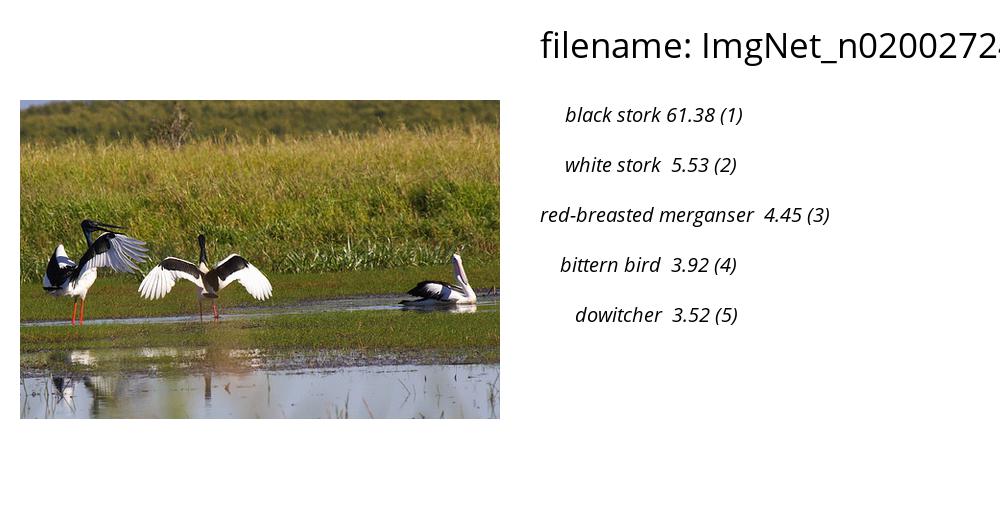 filename: ImgNet_n0200272
black stork 61.38 (1)
white stork 5.53 (2)
red-breasted merganser 4.45 (3)
bittern bird 3.92 (4)
dowitcher 3.52 (5)